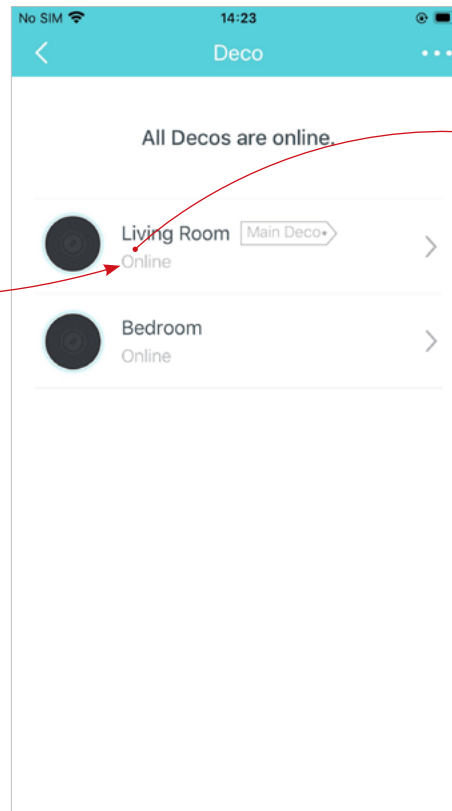 No SIM 14:23
Deco
All Decos are online.
Living Room Main Deco
Online
Bedroom
Online